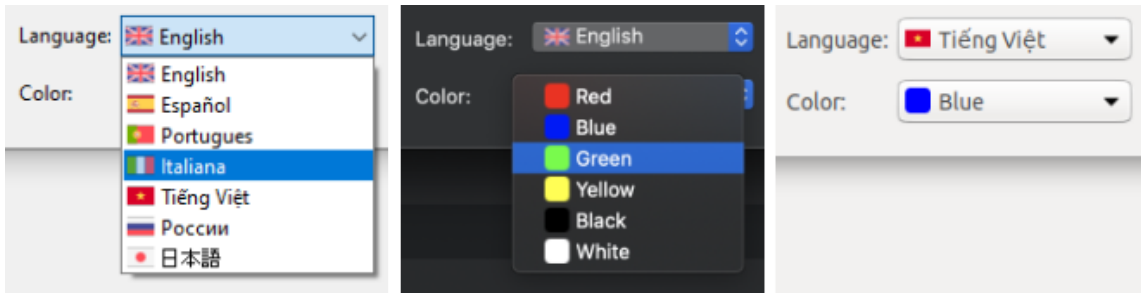 Language: English
English
Español
Color:
Portugues
Italiana
Tiếng Việt
России
日本語
Language: English
Color:
Red
Blue
Green
Yellow
Black
White
Language: Tiếng Việt
Color: Blue